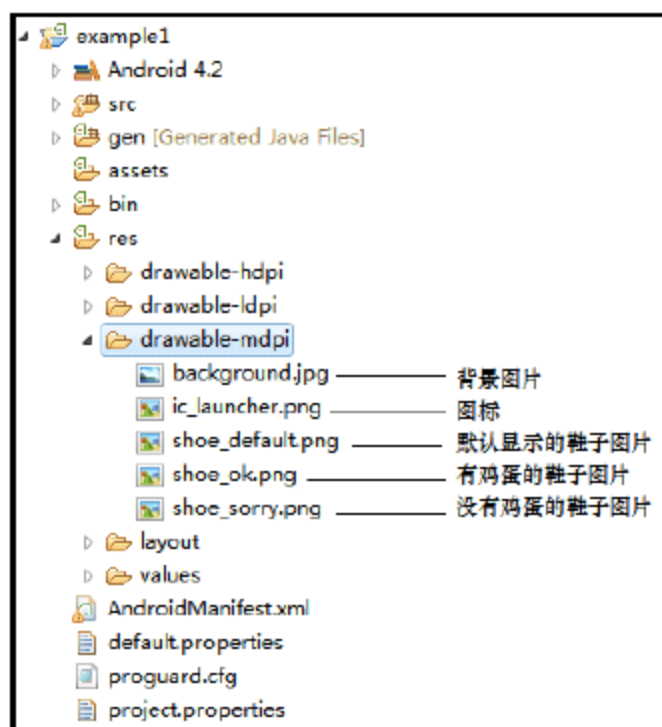 example1
Android 4.2
src
gen [Generated Java Files]
assets
bin
res
drawable-hdpi
drawable-ldpi
drawable-mdpi
background.jpg 背景图片
ic_launcher.png 图标
shoe_default.png 默认显示的鞋子图片
shoe_ok.png 有鸡蛋的鞋子图片
shoe_sorry.png 没有鸡蛋的鞋子图片
layout
values
AndroidManifest.xml
default.properties
proguard.cfg
project.properties